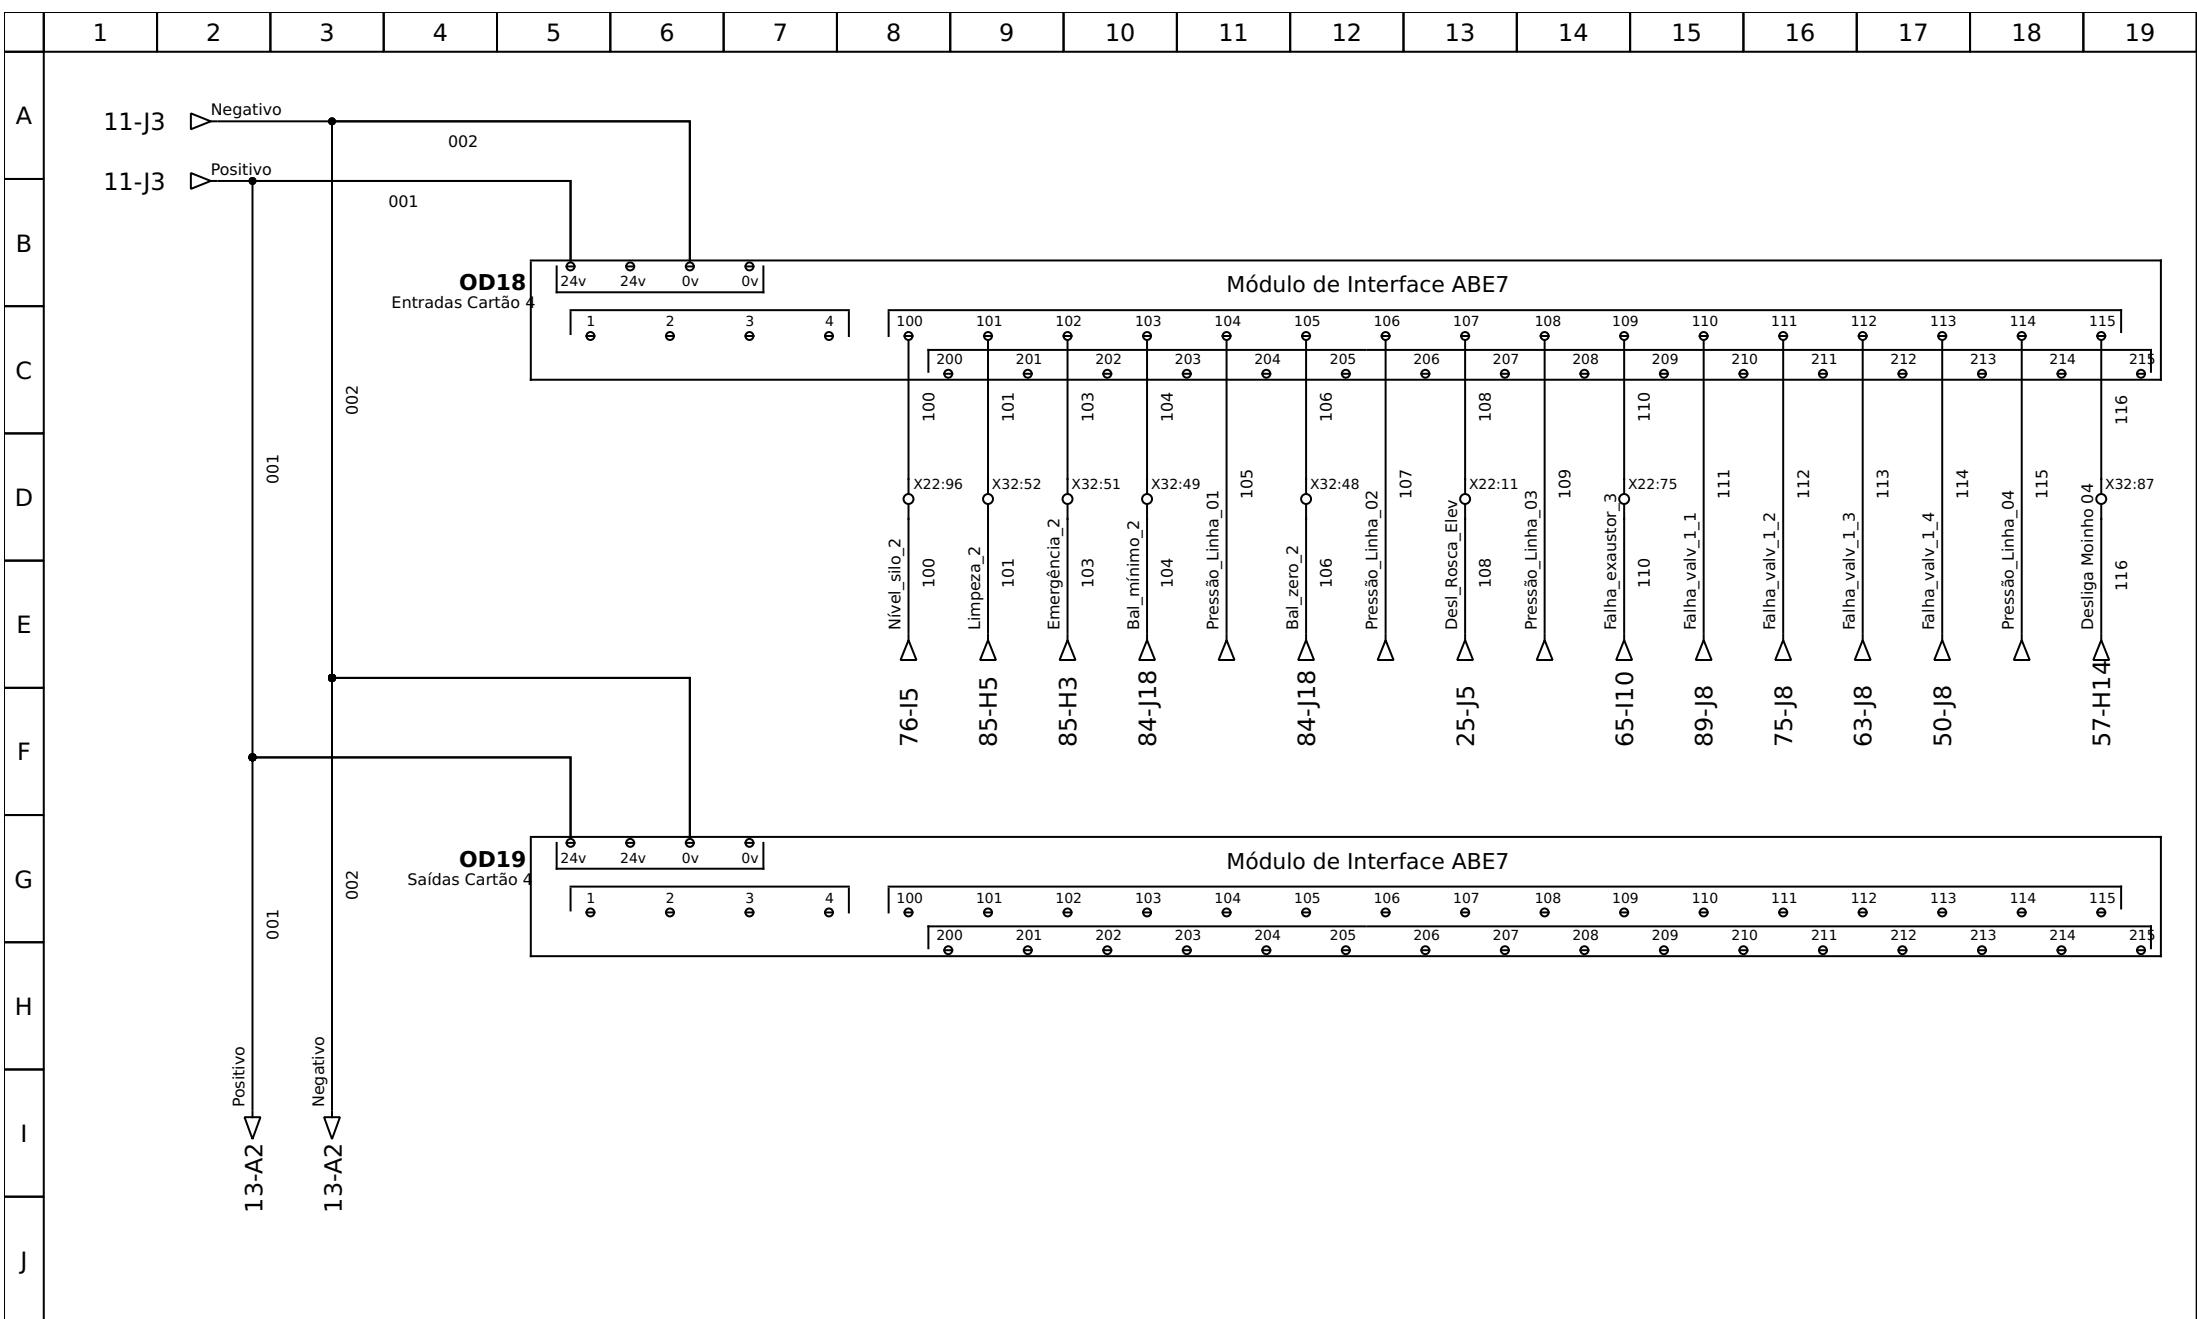 1 2 3 4 5 6 7 8 9 10 11 12 13 14 15 16 17 18 19
A
B
C
D
E
F
G
H
I
J
11-J3 Negativo
002
11-J3 Positivo
001
OD18
Entradas Cartão 4
24v 24v 0v 0v
Módulo de Interface ABE7
1 2 3 4 100 101 102 103 104 105 106 107 108 109 110 111 112 113 114 115
200 201 202 203 204 205 206 207 208 209 210 211 212 213 214 215
002
001
100 101 103 104 106 108 110 116
X22:96 X32:52 X32:51 X32:49 X32:48 X22:11 X22:75 X32:87
105 107 109 111 112 113 114 115
Nível_silo_2
100
Limpeza_2
101
Emergência_2
103
Bal_mínimo_2
104
Pressão_Linha_01
Bal_zero_2
106
Pressão_Linha_02
Desl_Rosca_Elev
108
Pressão_Linha_03
Falha_exaustor_3
110
Falha_valv_1_1
Falha_valv_1_2
Falha_valv_1_3
Falha_valv_1_4
Pressão_Linha_04
Desliga Moinho 04
116
76-I5
85-H5
85-H3
84-J18
84-J18
25-J5
65-I10
89-J8
75-J8
63-J8
50-J8
57-H14
OD19
Saídas Cartão 4
24v 24v 0v 0v
Módulo de Interface ABE7
1 2 3 4 100 101 102 103 104 105 106 107 108 109 110 111 112 113 114 115
200 201 202 203 204 205 206 207 208 209 210 211 212 213 214 215
002
001
Positivo
Negativo
13-A2
13-A2